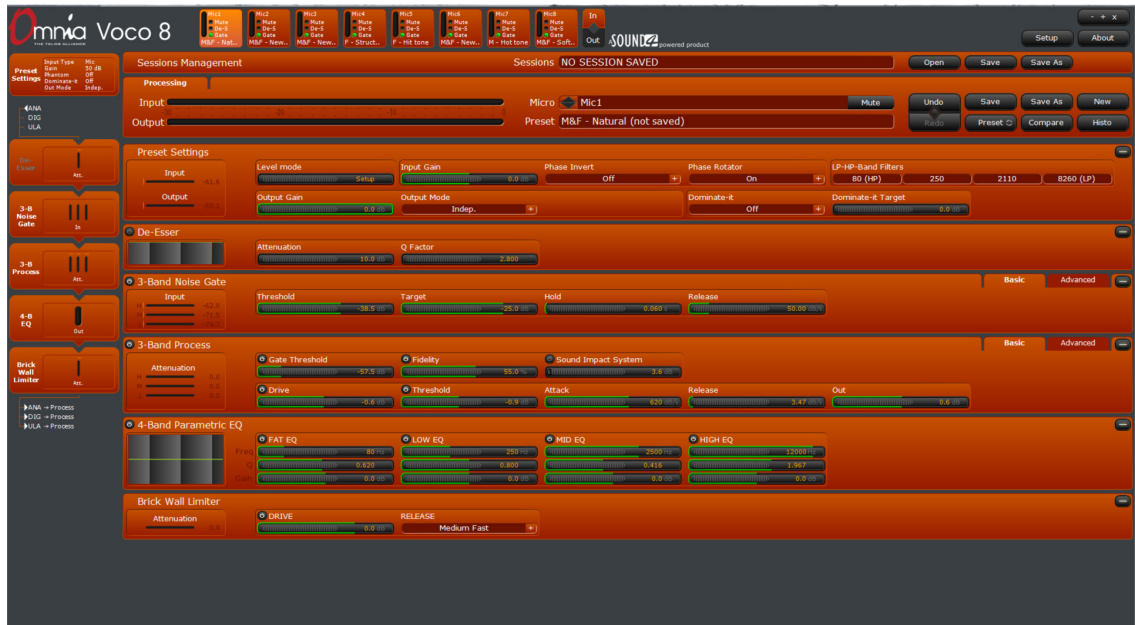 Omnia Voco 8
THE TELOS ALLIANCE
Mic1 Mute De-S Gate M&F - Nat..
Mic2 Mute De-S Gate M&F - New..
Mic3 Mute De-S Gate M&F - New..
Mic4 Mute De-S Gate F - Struct..
Mic5 Mute De-S Gate F - Hit tone
Mic6 Mute De-S Gate M&F - New..
Mic7 Mute De-S Gate M - Hot tone
Mic8 Mute De-S Gate M&F - Soft..
In
Out
SOUND4 powered product
- + x
Setup About
Preset Settings
Input Type Mic
Gain 50 dB
Phantom Off
Dominate-it Off
Out Mode Indep.
ANA
DIG
ULA
De-Esser Att.
3-B Noise Gate In
3-B Process Att.
4-B EQ Out
Brick Wall Limiter Att.
ANA → Process
DIG → Process
ULA → Process
Sessions Management Sessions NO SESSION SAVED Open Save Save As
Processing
Input Micro Mic1 Mute Undo Save Save As New
Output Preset M&F - Natural (not saved) Redo Preset Compare Histo
Preset Settings
Input Output
Level mode Input Gain Phase Invert Phase Rotator LP-HP-Band Filters
Setup 0.0 dB Off + On + 80 (HP) 250 2110 8260 (LP)
Output Gain Output Mode Dominate-it Dominate-it Target
0.0 dB Indep. + Off + 0.0 dB
De-Esser
Attenuation Q Factor
10.0 dB 2.800
3-Band Noise Gate Basic Advanced
Input Threshold Target Hold Release
-38.5 dB -25.0 dB 0.060 s 50.00 dB/s
3-Band Process Basic Advanced
Attenuation
Gate Threshold Fidelity Sound Impact System
-57.5 dB 55.0 % 3.6 dB
Drive Threshold Attack Release Out
-0.6 dB -0.9 dB 620 dB/s 3.47 dB/s 0.6 dB
4-Band Parametric EQ
FAT EQ LOW EQ MID EQ HIGH EQ
Freq 80 Hz 250 Hz 2500 Hz 12000 Hz
Q 0.620 0.800 0.416 1.967
Gain 0.0 dB 0.0 dB 0.0 dB 0.0 dB
Brick Wall Limiter
Attenuation DRIVE RELEASE
0.0 dB Medium Fast +